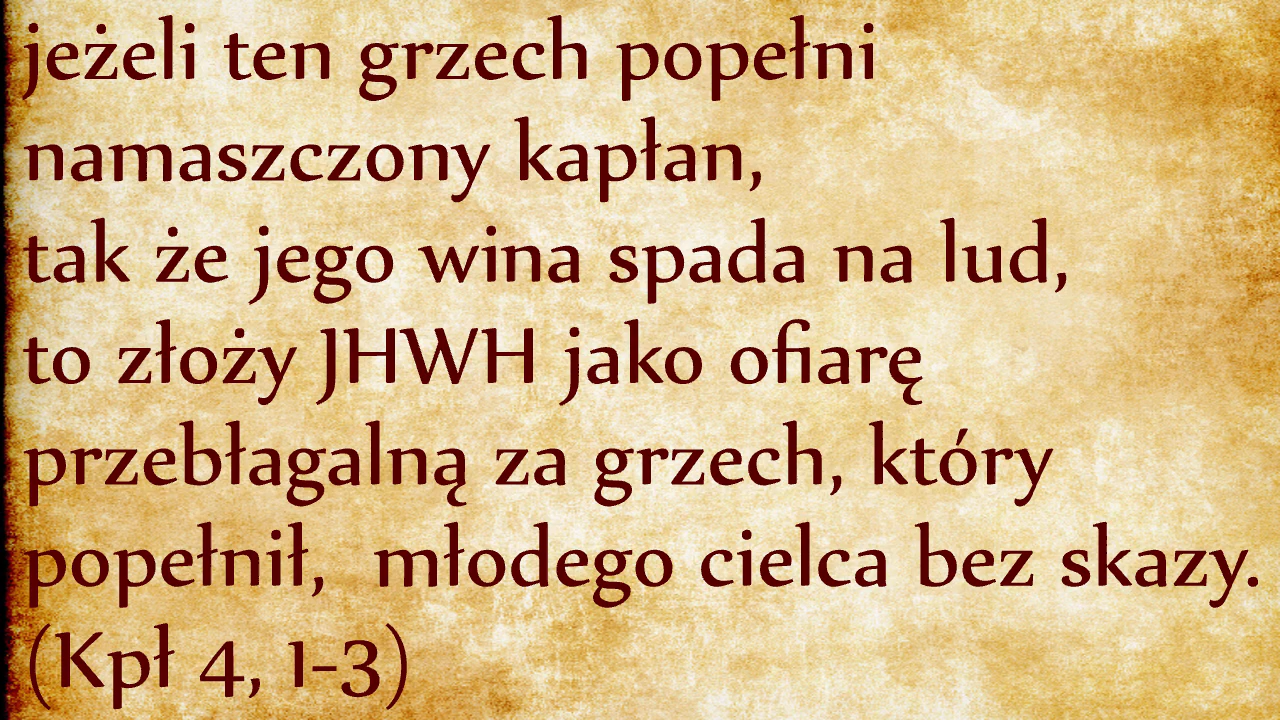 jeżeli ten grzech popełni
namaszczony kapłan,
tak że jego wina spada na lud,
to złoży JHWH jako ofiarę
przebłagalną za grzech, który
popełnił,  młodego cielca bez skazy.
(Kpł 4, 1-3)